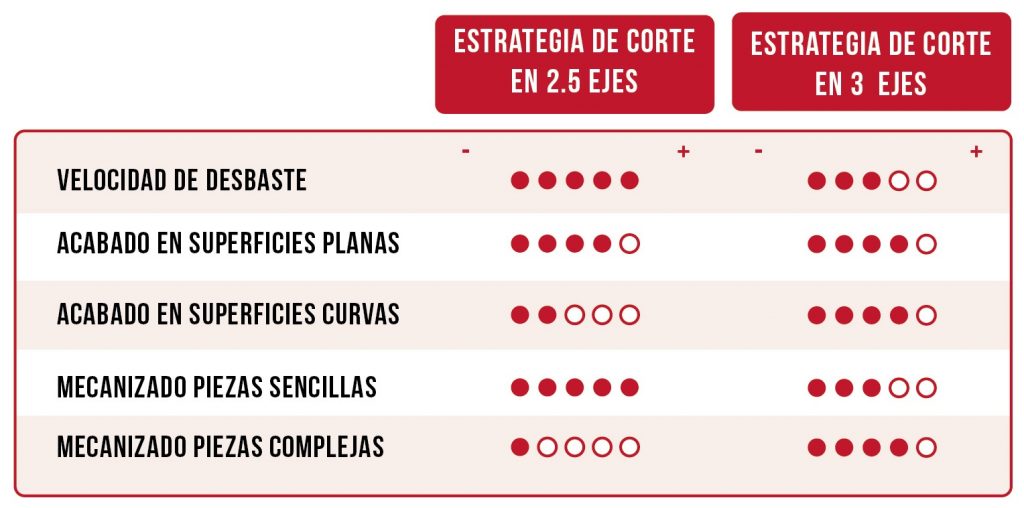 ESTRATEGIA DE CORTE
EN 2.5 EJES
ESTRATEGIA DE CORTE
EN 3 EJES
- + - +
VELOCIDAD DE DESBASTE
ACABADO EN SUPERFICIES PLANAS
ACABADO EN SUPERFICIES CURVAS
MECANIZADO PIEZAS SENCILLAS
MECANIZADO PIEZAS COMPLEJAS